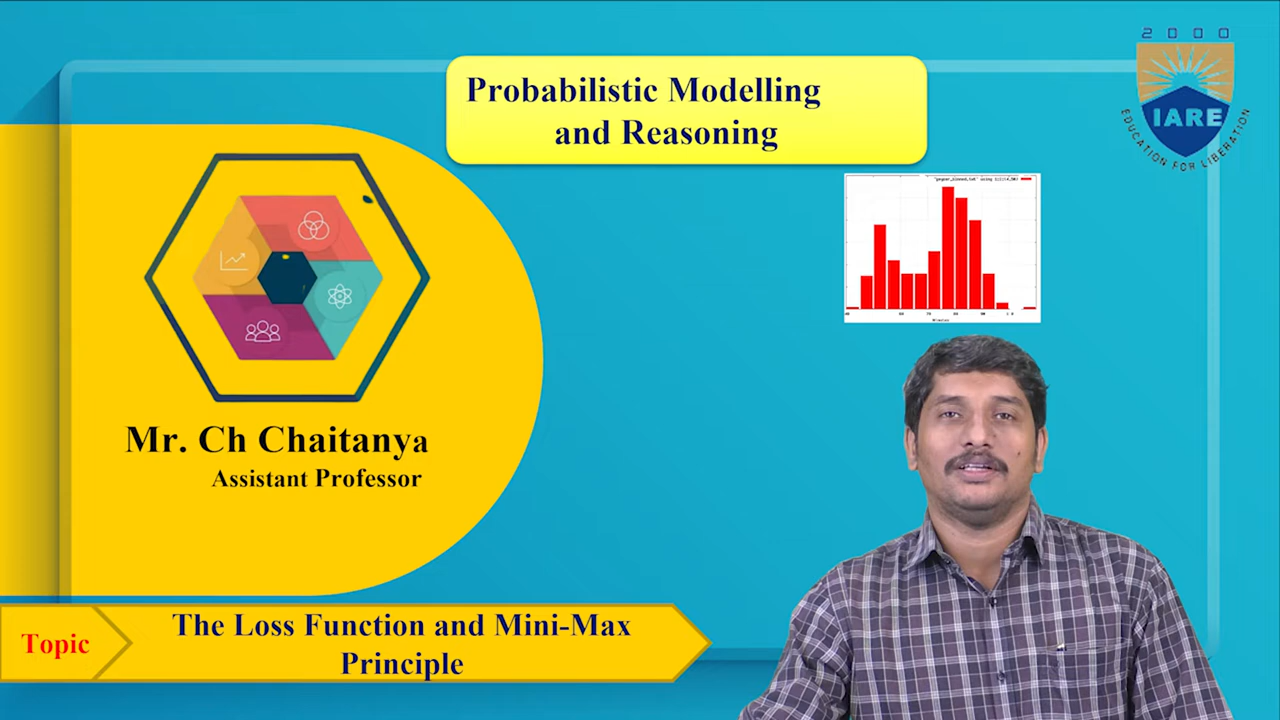 2000
IARE
EDUCATION FOR LIBERATION
Probabilistic Modelling
and Reasoning
Mr. Ch Chaitanya
Assistant Professor
Topic
The Loss Function and Mini-Max
Principle